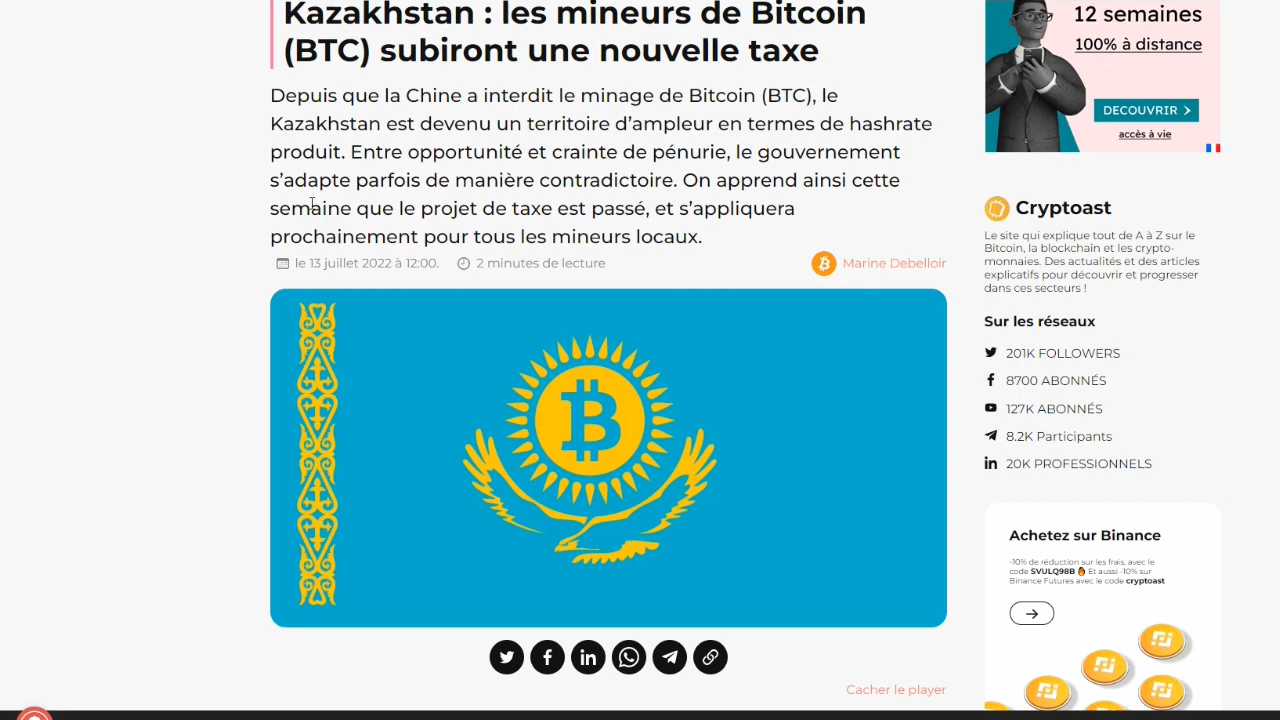 Kazakhstan : les mineurs de Bitcoin
(BTC) subiront une nouvelle taxe
Depuis que la Chine a interdit le minage de Bitcoin (BTC), le
Kazakhstan est devenu un territoire d’ampleur en termes de hashrate
produit. Entre opportunité et crainte de pénurie, le gouvernement
s’adapte parfois de manière contradictoire. On apprend ainsi cette
semaine que le projet de taxe est passé, et s’appliquera
prochainement pour tous les mineurs locaux.
le 13 juillet 2022 à 12:00.
2 minutes de lecture
Marine Debelloir
Cacher le player
12 semaines
100% à distance
DECOUVRIR
accès à vie
Cryptoast
Le site qui explique tout de A à Z sur le
Bitcoin, la blockchain et les crypto-
monnaies. Des actualités et des articles
explicatifs pour découvrir et progresser
dans ces secteurs !
Sur les réseaux
201K FOLLOWERS
8700 ABONNÉS
127K ABONNÉS
8.2K Participants
20K PROFESSIONNELS
Achetez sur Binance
-10% de réduction sur les frais, avec le
code SVULQ98B 🔥 Et aussi -10% sur
Binance Futures avec le code cryptoast